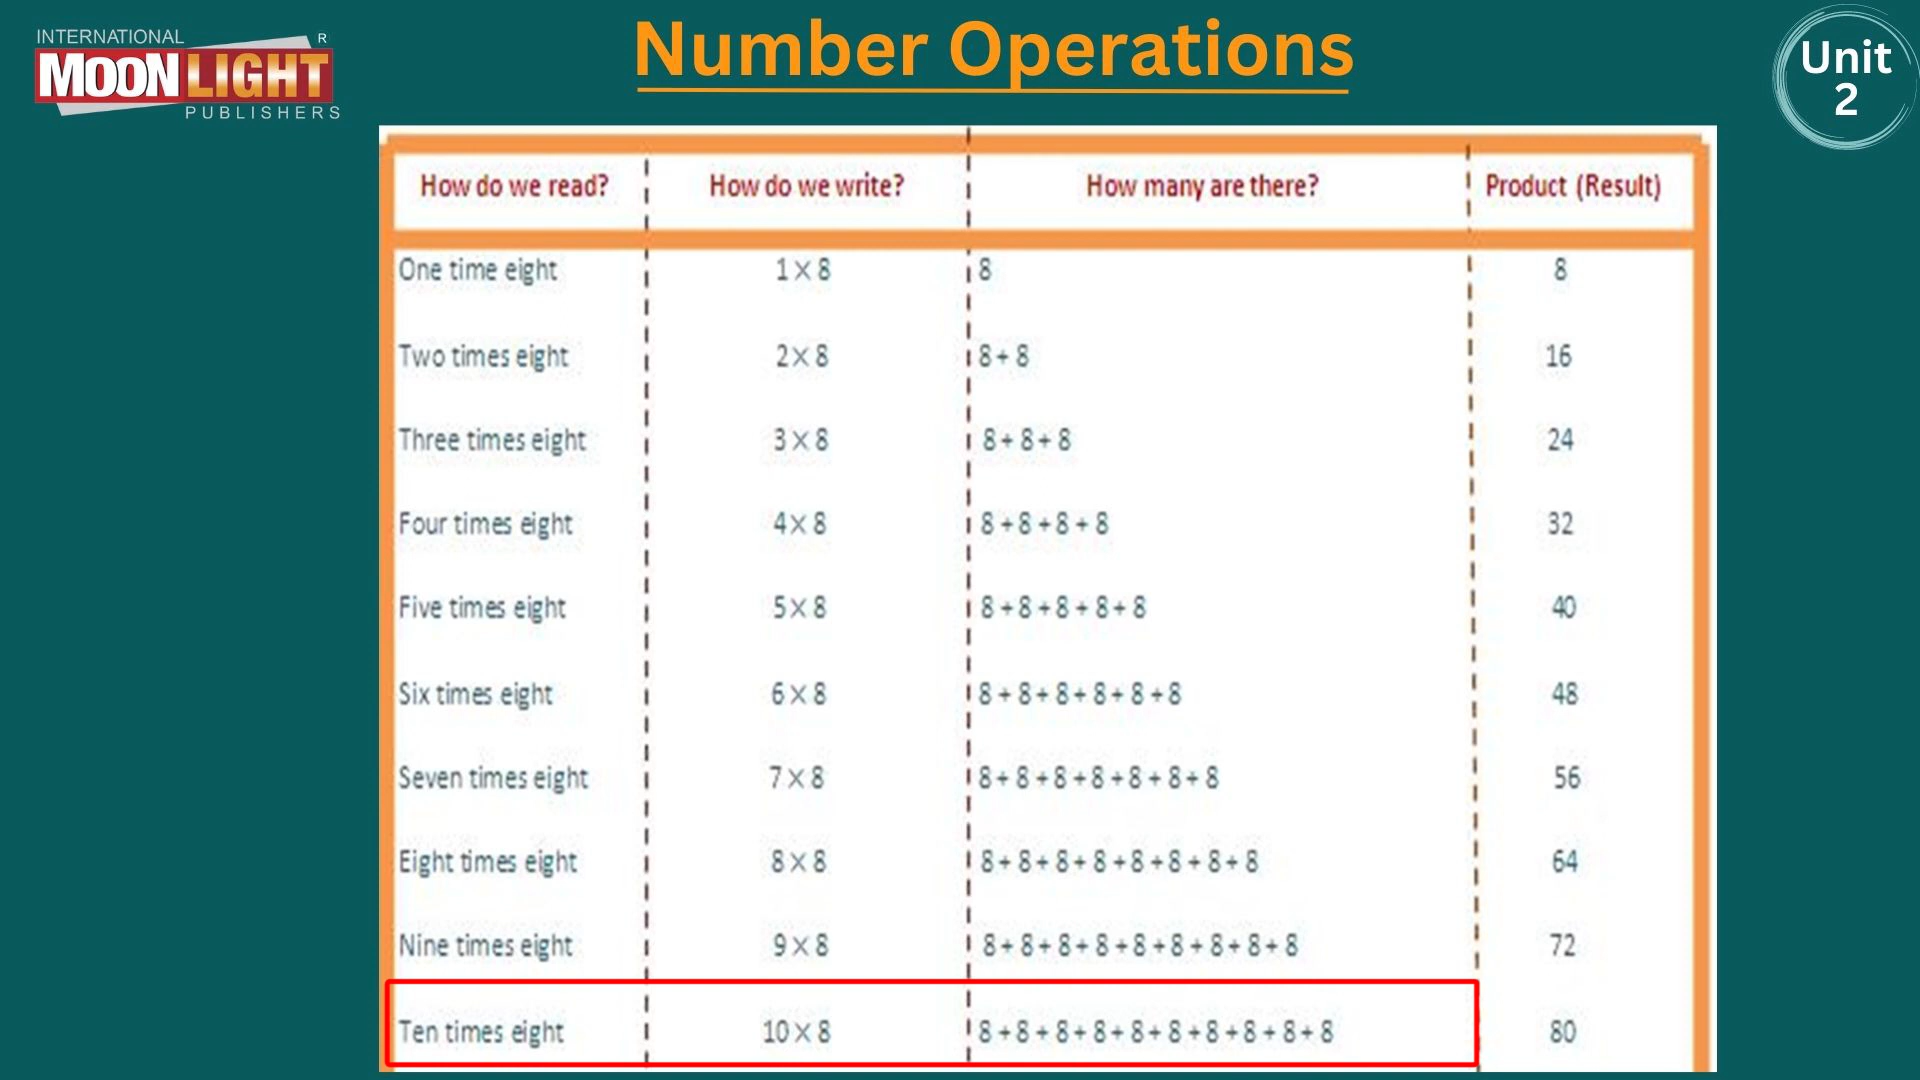 INTERNATIONAL R
MOONLIGHT
PUBLISHERS
Number Operations
Unit
2
How do we read? How do we write? How many are there? Product (Result)
One time eight 1 × 8 8 8
Two times eight 2 × 8 8 + 8 16
Three times eight 3 × 8 8 + 8 + 8 24
Four times eight 4 × 8 8 + 8 + 8 + 8 32
Five times eight 5 × 8 8 + 8 + 8 + 8 + 8 40
Six times eight 6 × 8 8 + 8 + 8 + 8 + 8 + 8 48
Seven times eight 7 × 8 8 + 8 + 8 + 8 + 8 + 8 + 8 56
Eight times eight 8 × 8 8 + 8 + 8 + 8 + 8 + 8 + 8 + 8 64
Nine times eight 9 × 8 8 + 8 + 8 + 8 + 8 + 8 + 8 + 8 + 8 72
Ten times eight 10 × 8 8 + 8 + 8 + 8 + 8 + 8 + 8 + 8 + 8 + 8 80